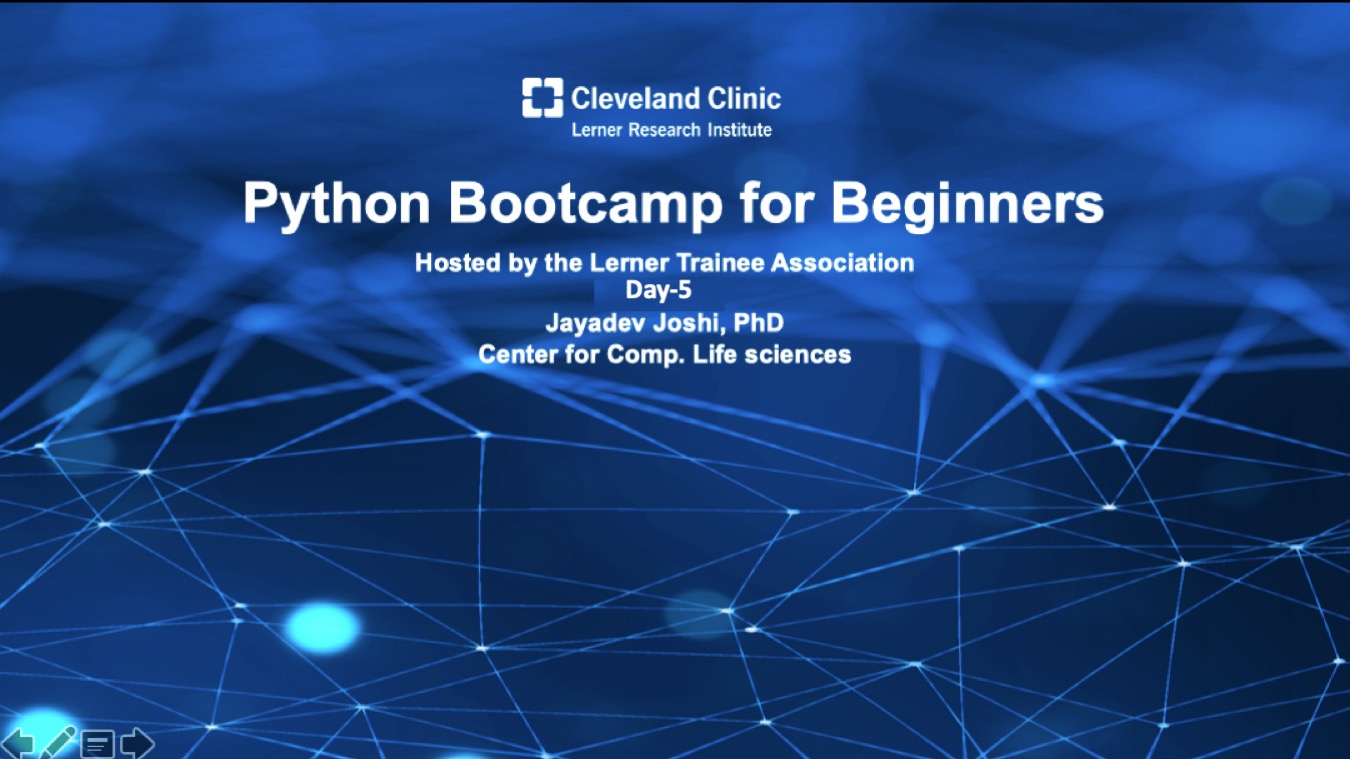 Cleveland Clinic
Lerner Research Institute
Python Bootcamp for Beginners
Hosted by the Lerner Trainee Association
Day-5
Jayadev Joshi, PhD
Center for Comp. Life sciences